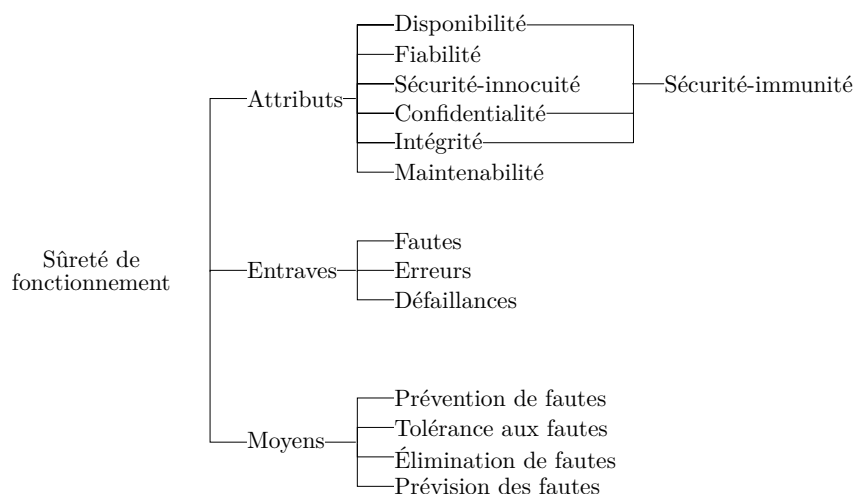 Disponibilité
Fiabilité
Sécurité-innocuité
Sécurité-immunité
Attributs
Confidentialité
Intégrité
Maintenabilité
Sûreté de
fonctionnement
Fautes
Entraves
Erreurs
Défaillances
Prévention de fautes
Tolérance aux fautes
Moyens
Élimination de fautes
Prévision des fautes